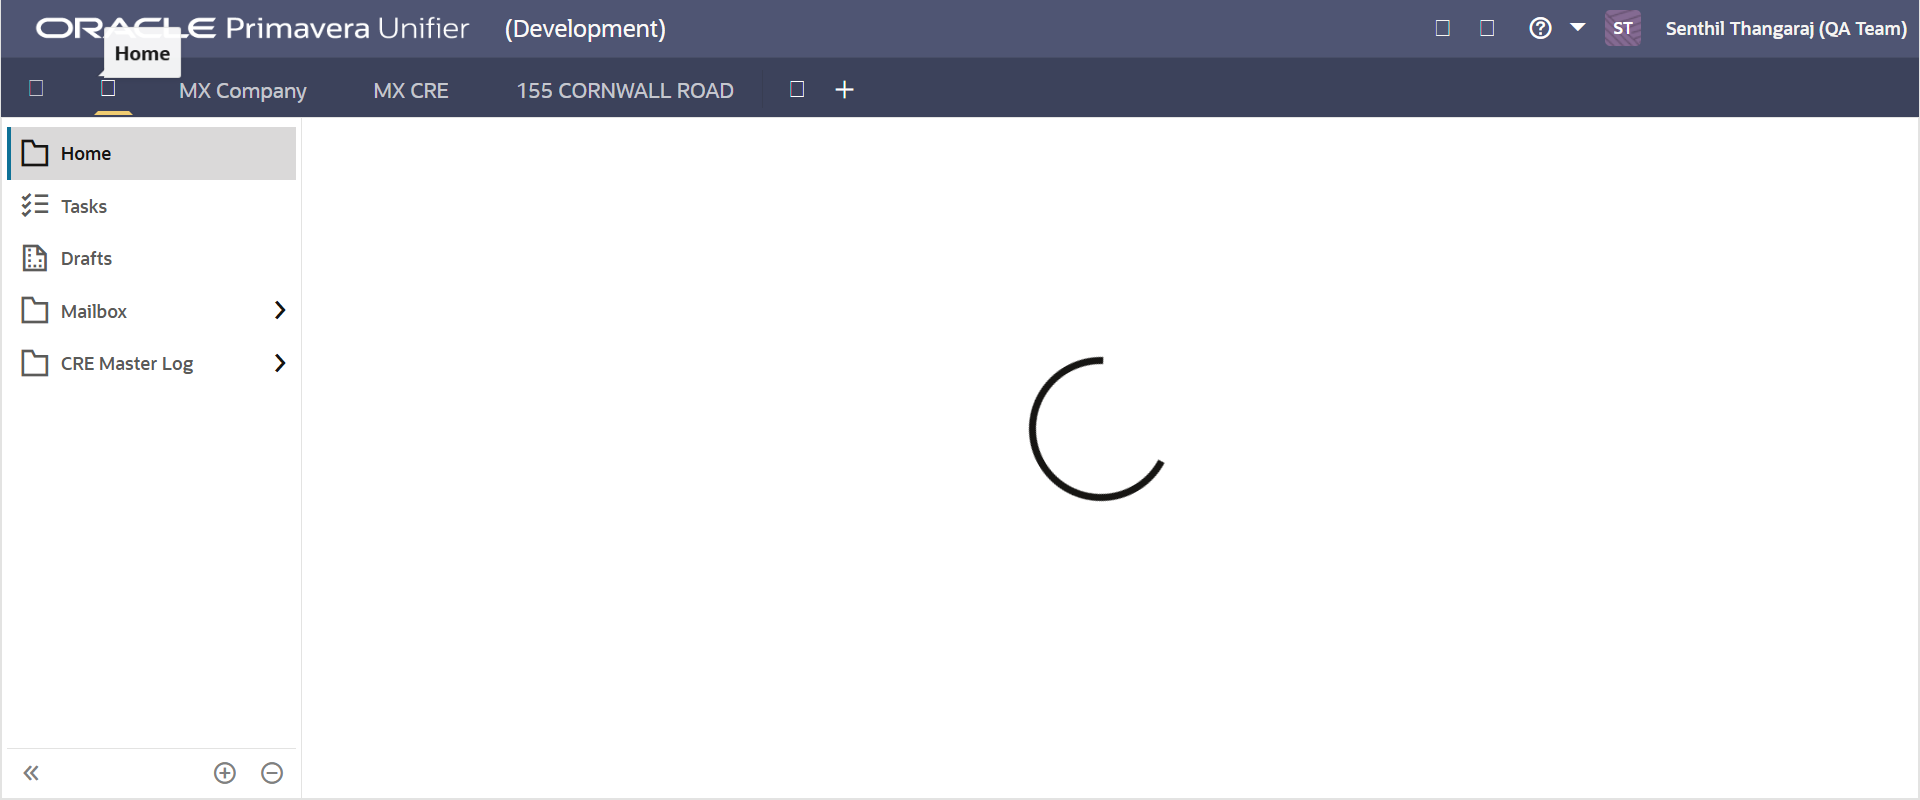 ORACLE Primavera Unifier (Development)
ST Senthil Thangaraj (QA Team)
Home
MX Company MX CRE 155 CORNWALL ROAD
Home
Tasks
Drafts
Mailbox
CRE Master Log